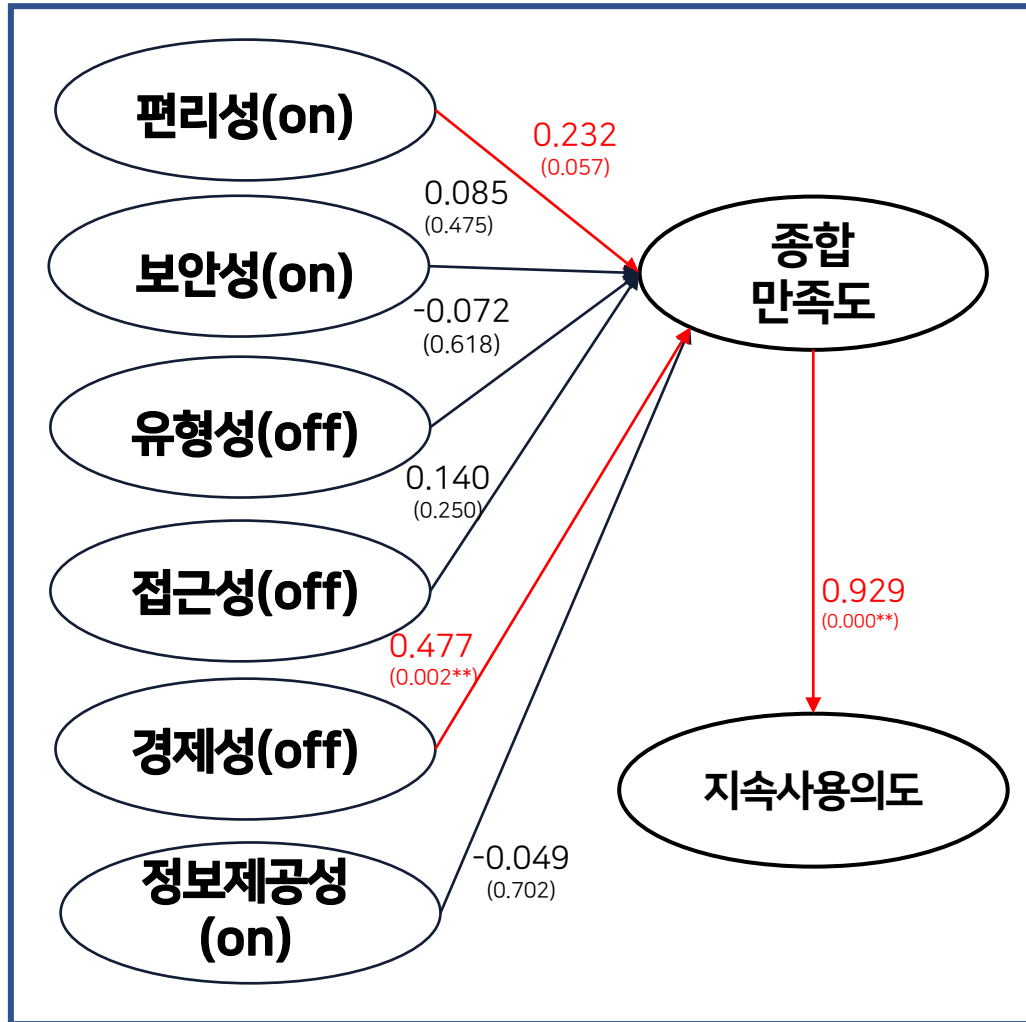 편리성(on)
0.232
(0.057)
0.085
(0.475)
보안성(on)
종합
만족도
-0.072
(0.618)
유형성(off)
0.140
(0.250)
접근성(off)
0.929
(0.000**)
0.477
(0.002**)
경제성(off)
지속사용의도
-0.049
(0.702)
정보제공성
(on)